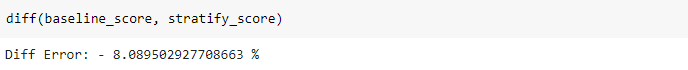 diff(baseline_score, stratify_score)
Diff Error: - 8.089502927708663 %